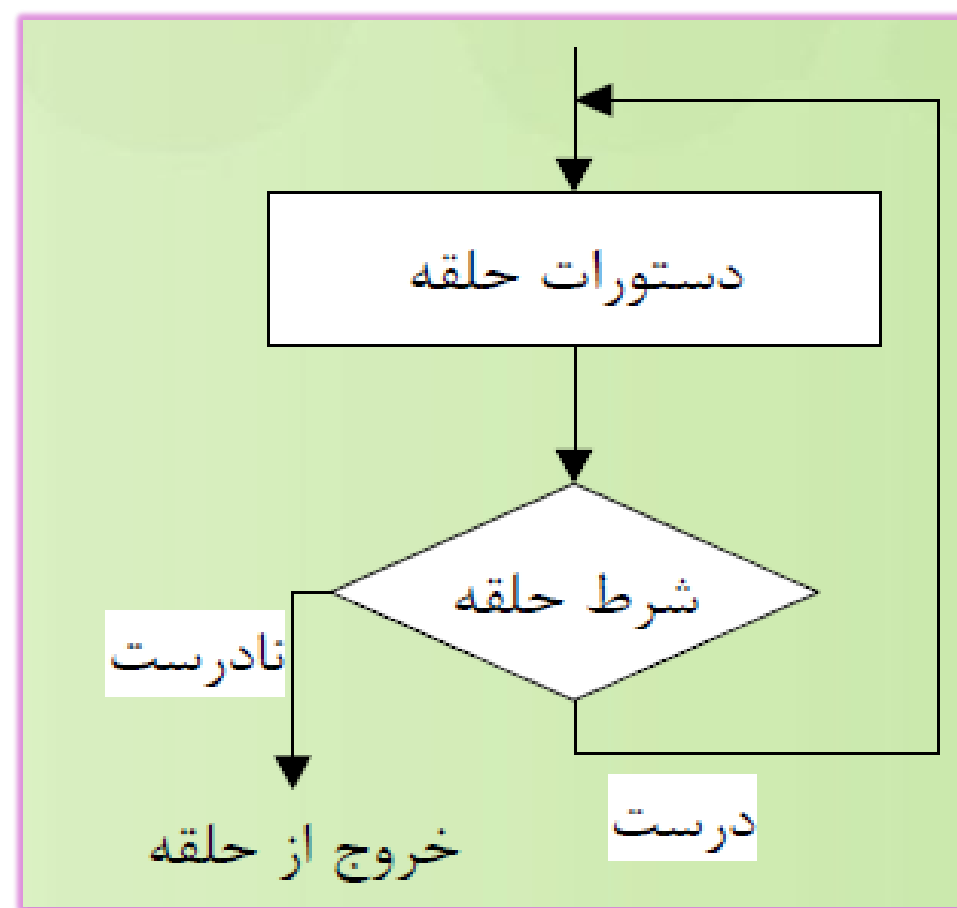 دستورات حلقه
شرط حلقه
نادرست
درست
خروج از حلقه